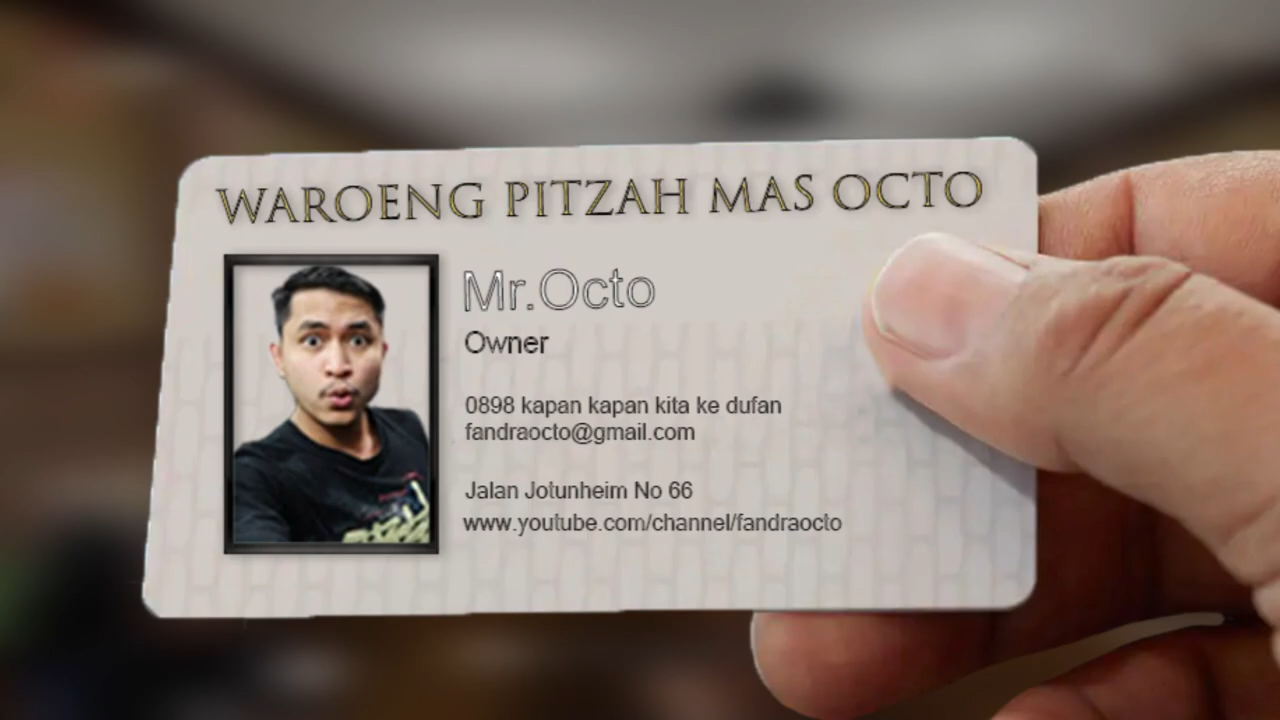 WAROENG PITZAH MAS OCTO
Mr.Octo
Owner
0898 kapan kapan kita ke dufan
fandraocto@gmail.com
Jalan Jotunheim No 66
www.youtube.com/channel/fandraocto